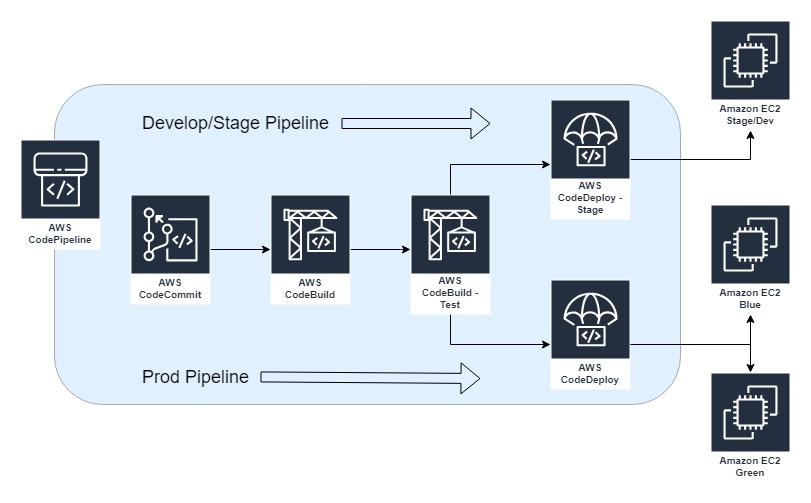 Amazon EC2
Stage/Dev
Develop/Stage Pipeline
AWS
CodePipeline
AWS
CodeCommit
AWS
CodeBuild
AWS
CodeBuild -
Test
AWS
CodeDeploy -
Stage
Amazon EC2
Blue
Prod Pipeline
AWS
CodeDeploy
Amazon EC2
Green